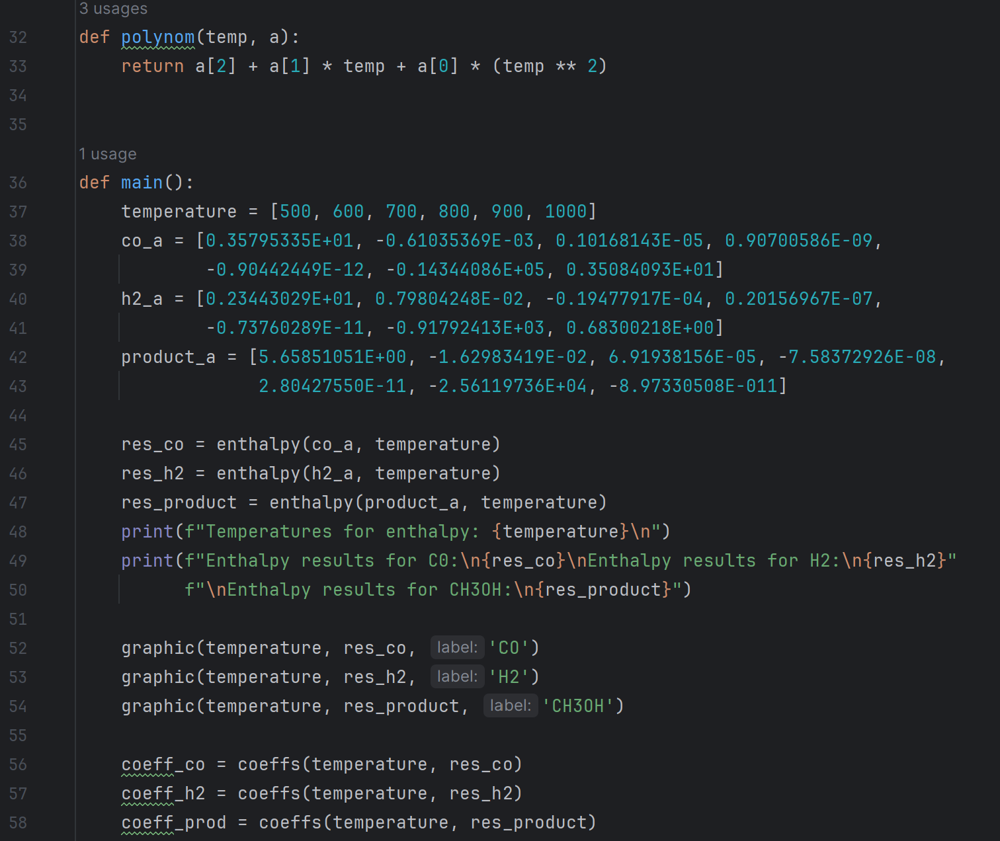 3 usages
32 def polynom(temp, a):
33 return a[2] + a[1] * temp + a[0] * (temp ** 2)
34
35
1 usage
36 def main():
37 temperature = [500, 600, 700, 800, 900, 1000]
38 co_a = [0.35795335E+01, -0.61035369E-03, 0.10168143E-05, 0.90700586E-09,
39 -0.90442449E-12, -0.14344086E+05, 0.35084093E+01]
40 h2_a = [0.23443029E+01, 0.79804248E-02, -0.19477917E-04, 0.20156967E-07,
41 -0.73760289E-11, -0.91792413E+03, 0.68300218E+00]
42 product_a = [5.65851051E+00, -1.62983419E-02, 6.91938156E-05, -7.58372926E-08,
43 2.80427550E-11, -2.56119736E+04, -8.97330508E-011]
44
45 res_co = enthalpy(co_a, temperature)
46 res_h2 = enthalpy(h2_a, temperature)
47 res_product = enthalpy(product_a, temperature)
48 print(f"Temperatures for enthalpy: {temperature}\n")
49 print(f"Enthalpy results for C0:\n{res_co}\nEnthalpy results for H2:\n{res_h2}"
50 f"\nEnthalpy results for CH3OH:\n{res_product}")
51
52 graphic(temperature, res_co, label: 'CO')
53 graphic(temperature, res_h2, label: 'H2')
54 graphic(temperature, res_product, label: 'CH3OH')
55
56 coeff_co = coeffs(temperature, res_co)
57 coeff_h2 = coeffs(temperature, res_h2)
58 coeff_prod = coeffs(temperature, res_product)